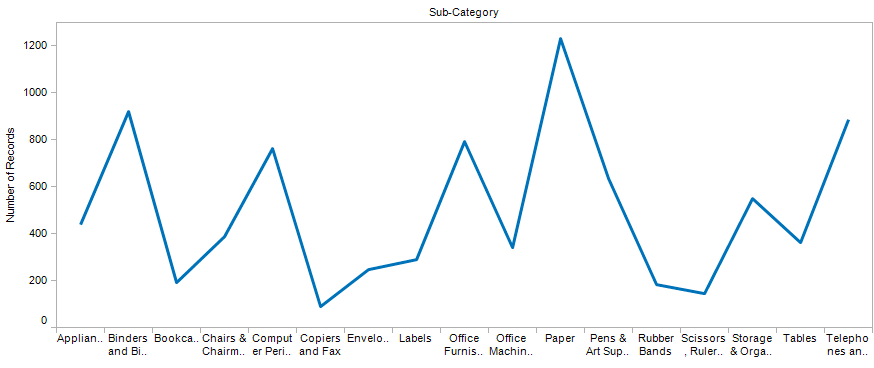 Sub-Category
Number of Records
1200
1000
800
600
400
200
0
Applian..
Binders
and Bi..
Bookca..
Chairs &
Chairm..
Comput
er Peri..
Copiers
and Fax
Envelo..
Labels
Office
Furnis..
Office
Machin..
Paper
Pens &
Art Sup..
Rubber
Bands
Scissors
, Ruler..
Storage
& Orga..
Tables
Telepho
nes an..